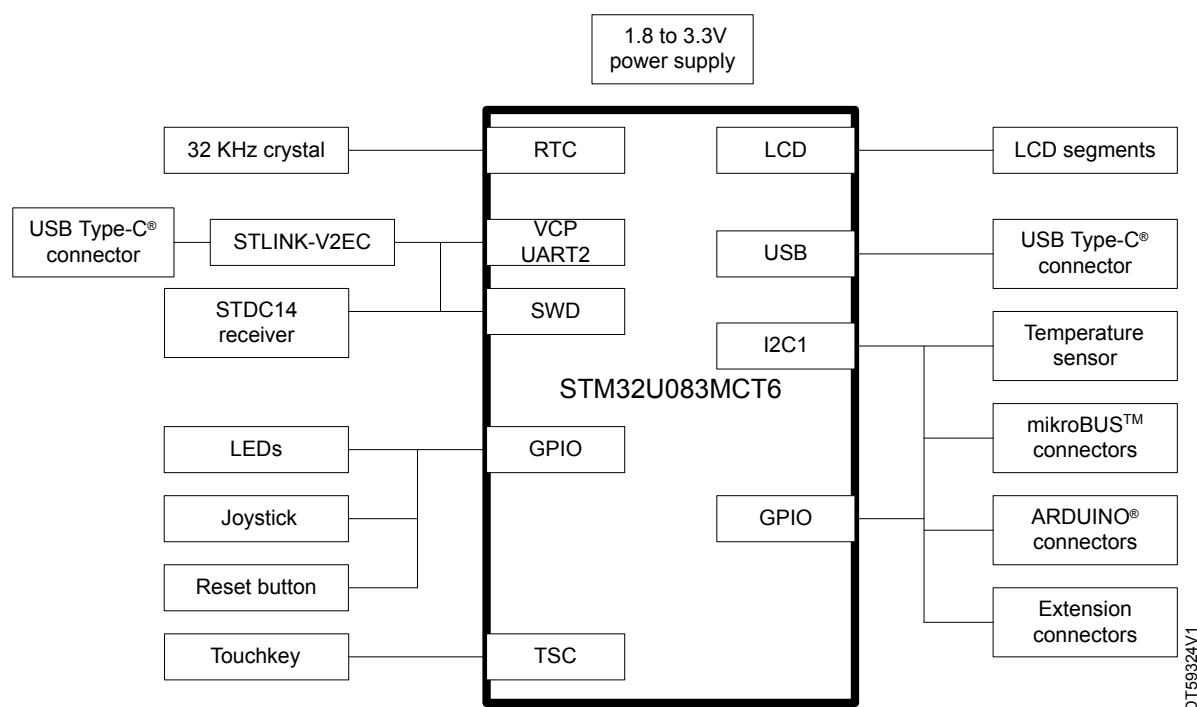 1.8 to 3.3V
power supply
32 KHz crystal
RTC
LCD
LCD segments
USB Type-C®
connector
STLINK-V2EC
VCP
UART2
USB
USB Type-C®
connector
STDC14
receiver
SWD
I2C1
Temperature
sensor
STM32U083MCT6
mikroBUS™
connectors
LEDs
GPIO
Joystick
GPIO
ARDUINO®
connectors
Reset button
Extension
connectors
Touchkey
TSC
DT59324V1